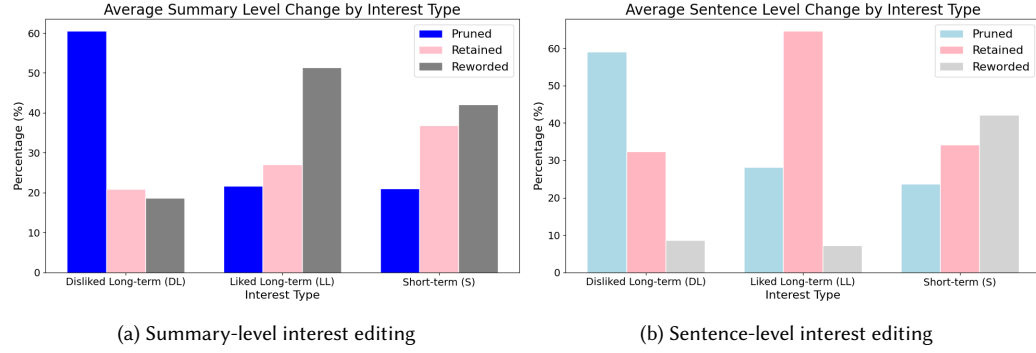 Average Summary Level Change by Interest Type
60
50
40
30
20
10
0
Percentage (%)
Pruned
Retained
Reworded
Disliked Long-term (DL)
Liked Long-term (LL)
Short-term (S)
Interest Type
(a) Summary-level interest editing
Average Sentence Level Change by Interest Type
60
50
40
30
20
10
0
Percentage (%)
Pruned
Retained
Reworded
Disliked Long-term (DL)
Liked Long-term (LL)
Short-term (S)
Interest Type
(b) Sentence-level interest editing